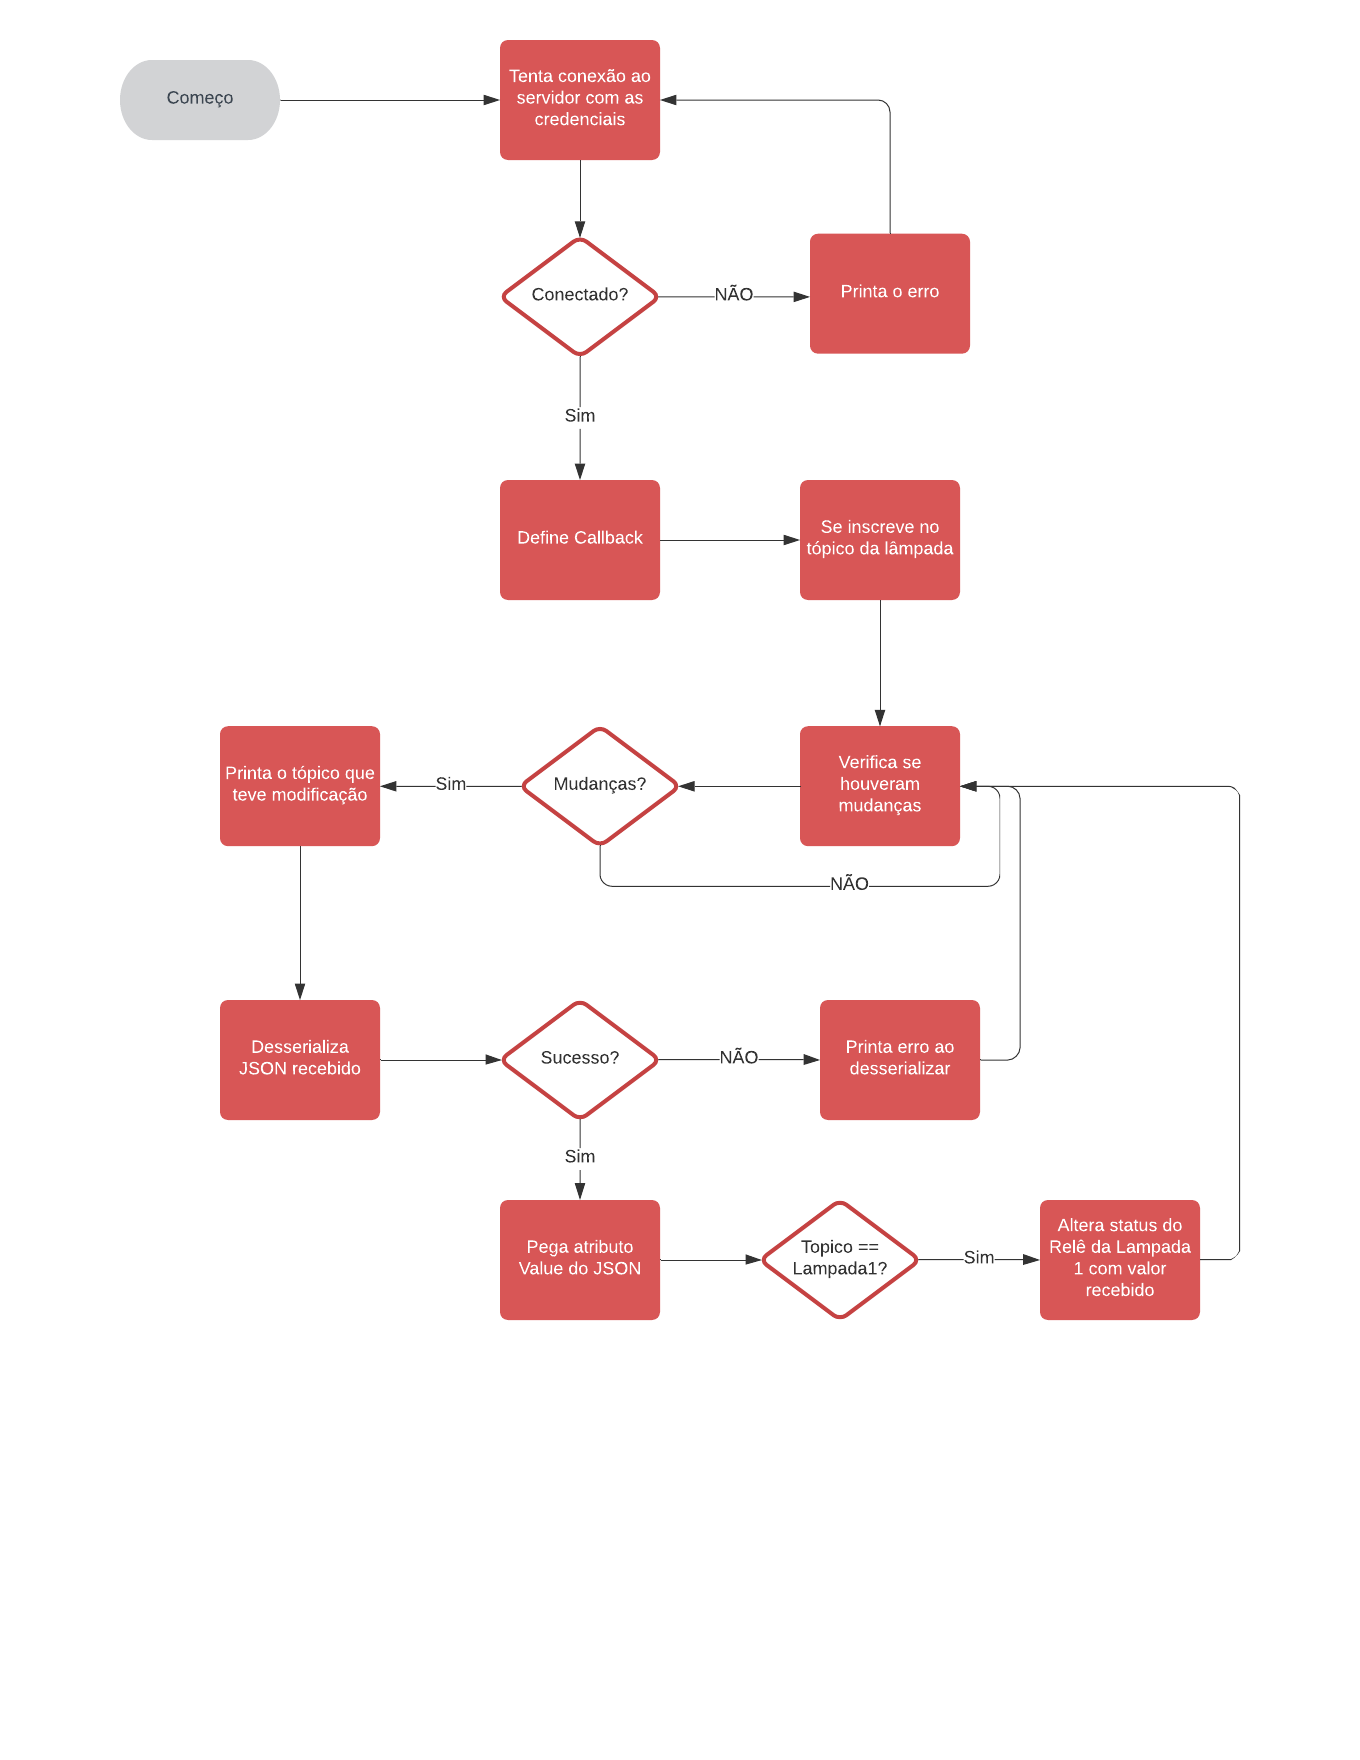 Começo
Tenta conexão ao
servidor com as
credenciais
Conectado?
NÃO
Printa o erro
Sim
Define Callback
Se inscreve no
tópico da lâmpada
Verifica se
houveram
mudanças
Mudanças?
Sim
Printa o tópico que
teve modificação
NÃO
Desserializa
JSON recebido
Sucesso?
NÃO
Printa erro ao
desserializar
Sim
Pega atributo
Value do JSON
Topico ==
Lampada1?
Sim
Altera status do
Relê da Lampada
1 com valor
recebido